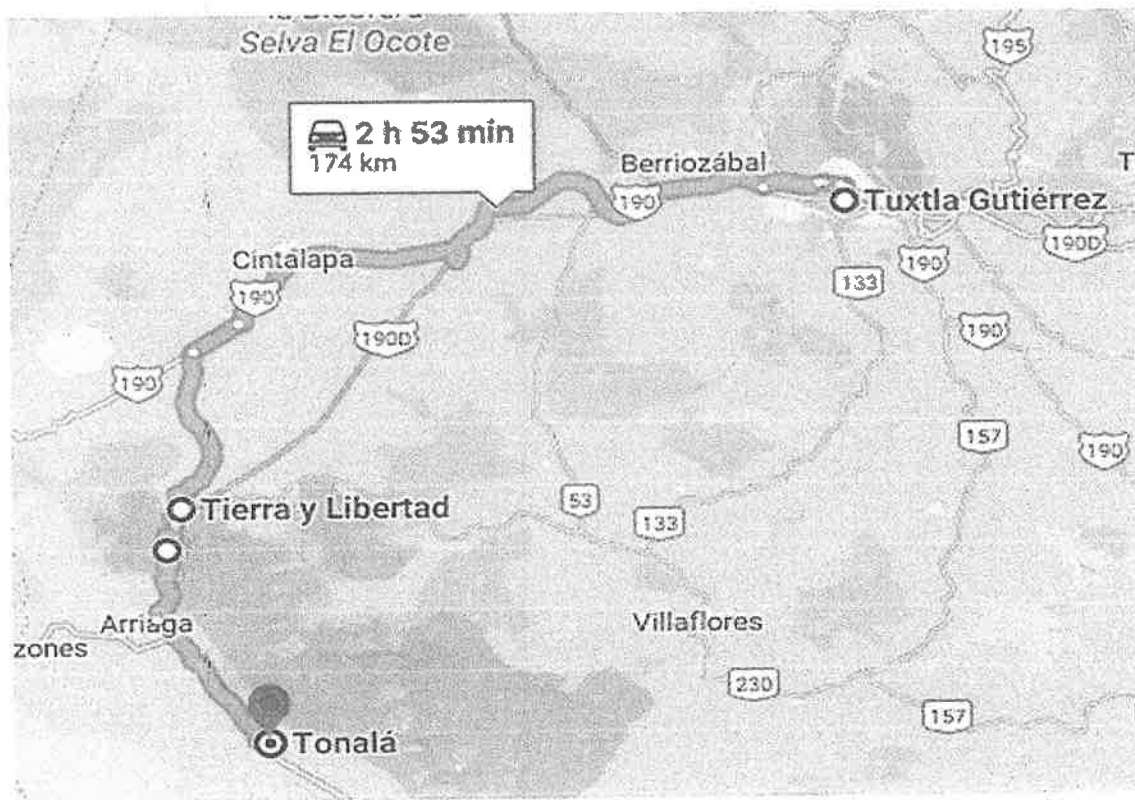 Selva El Ocote
195
2 h 53 min
174 km
Berriozábal
T
190
Tuxtla Gutiérrez
190D
190
Cintalapa
133
190
190D
190
190
157
190
Tierra y Libertad
53
133
Arriaga
Villaflores
zones
230
157
Tonalá